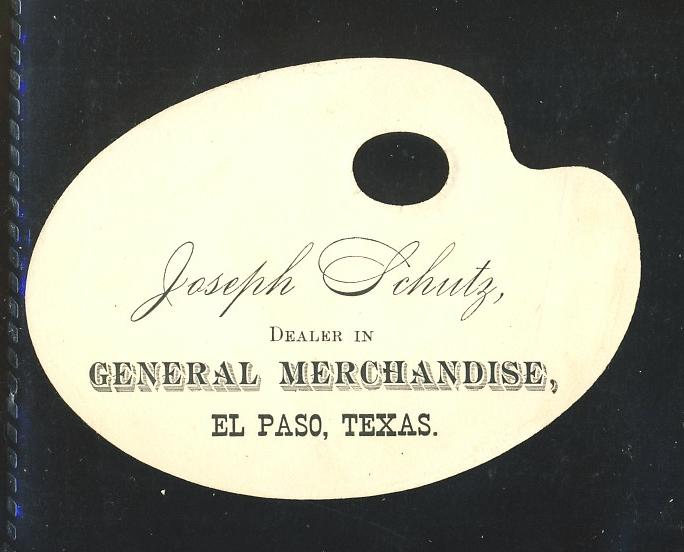 Joseph Schutz,
DEALER IN
GENERAL MERCHANDISE,
EL PASO, TEXAS.